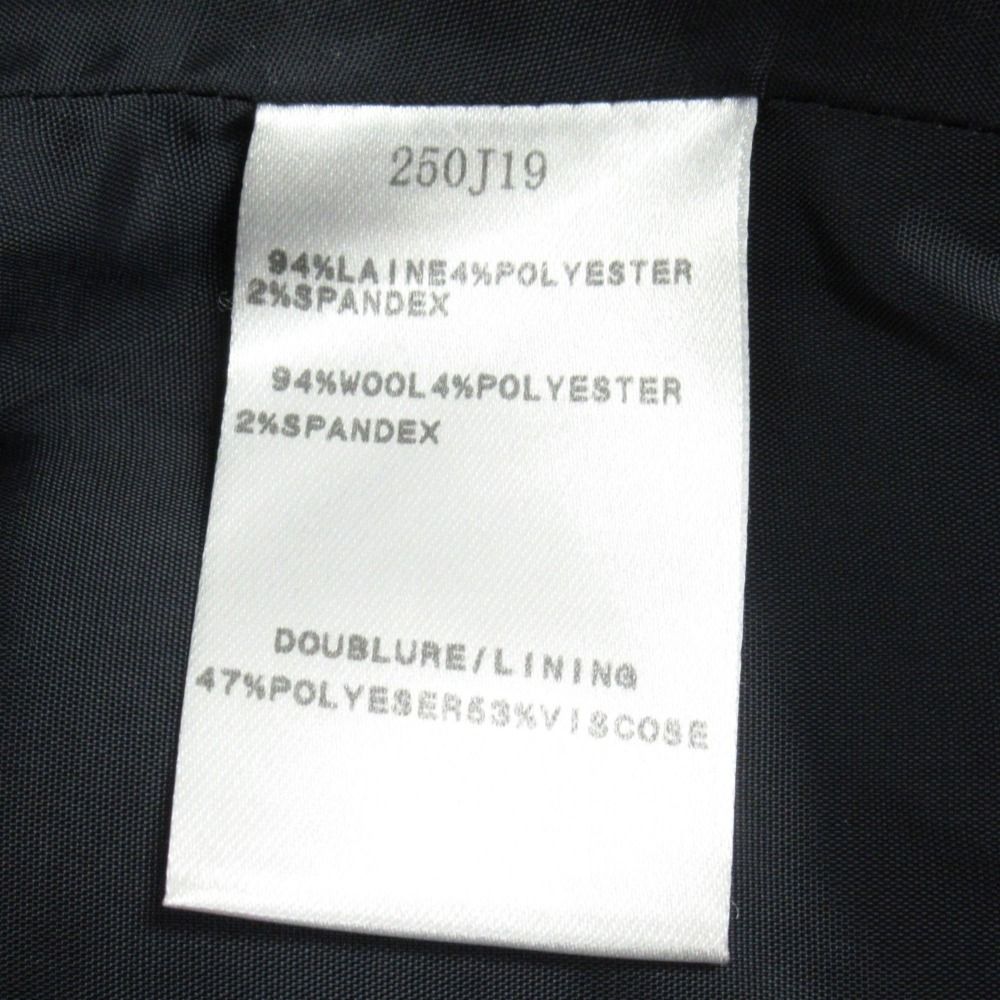 250J19
94%LAINE4%POLYESTER
2%SPANDEX
94%WOOL4%POLYESTER
2%SPANDEX
DOUBLURE/LINING
47%POLYESER53%VISCOSE